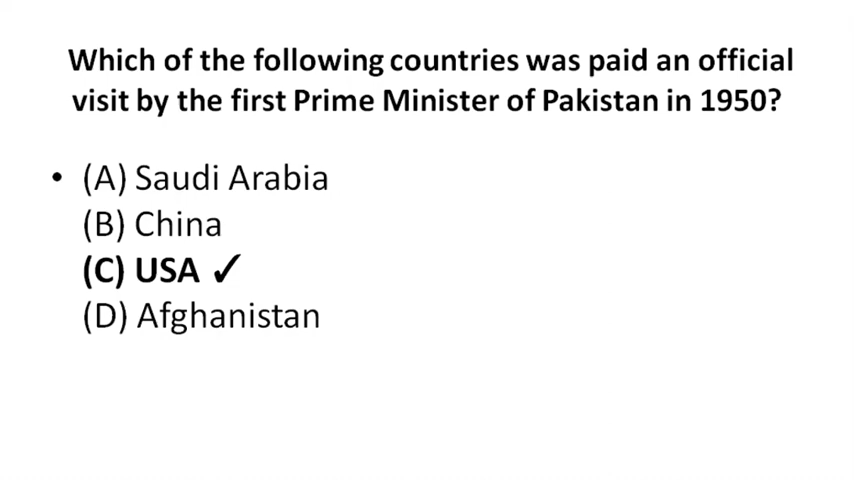 Which of the following countries was paid an official
visit by the first Prime Minister of Pakistan in 1950?
• (A) Saudi Arabia
(B) China
(C) USA ✓
(D) Afghanistan